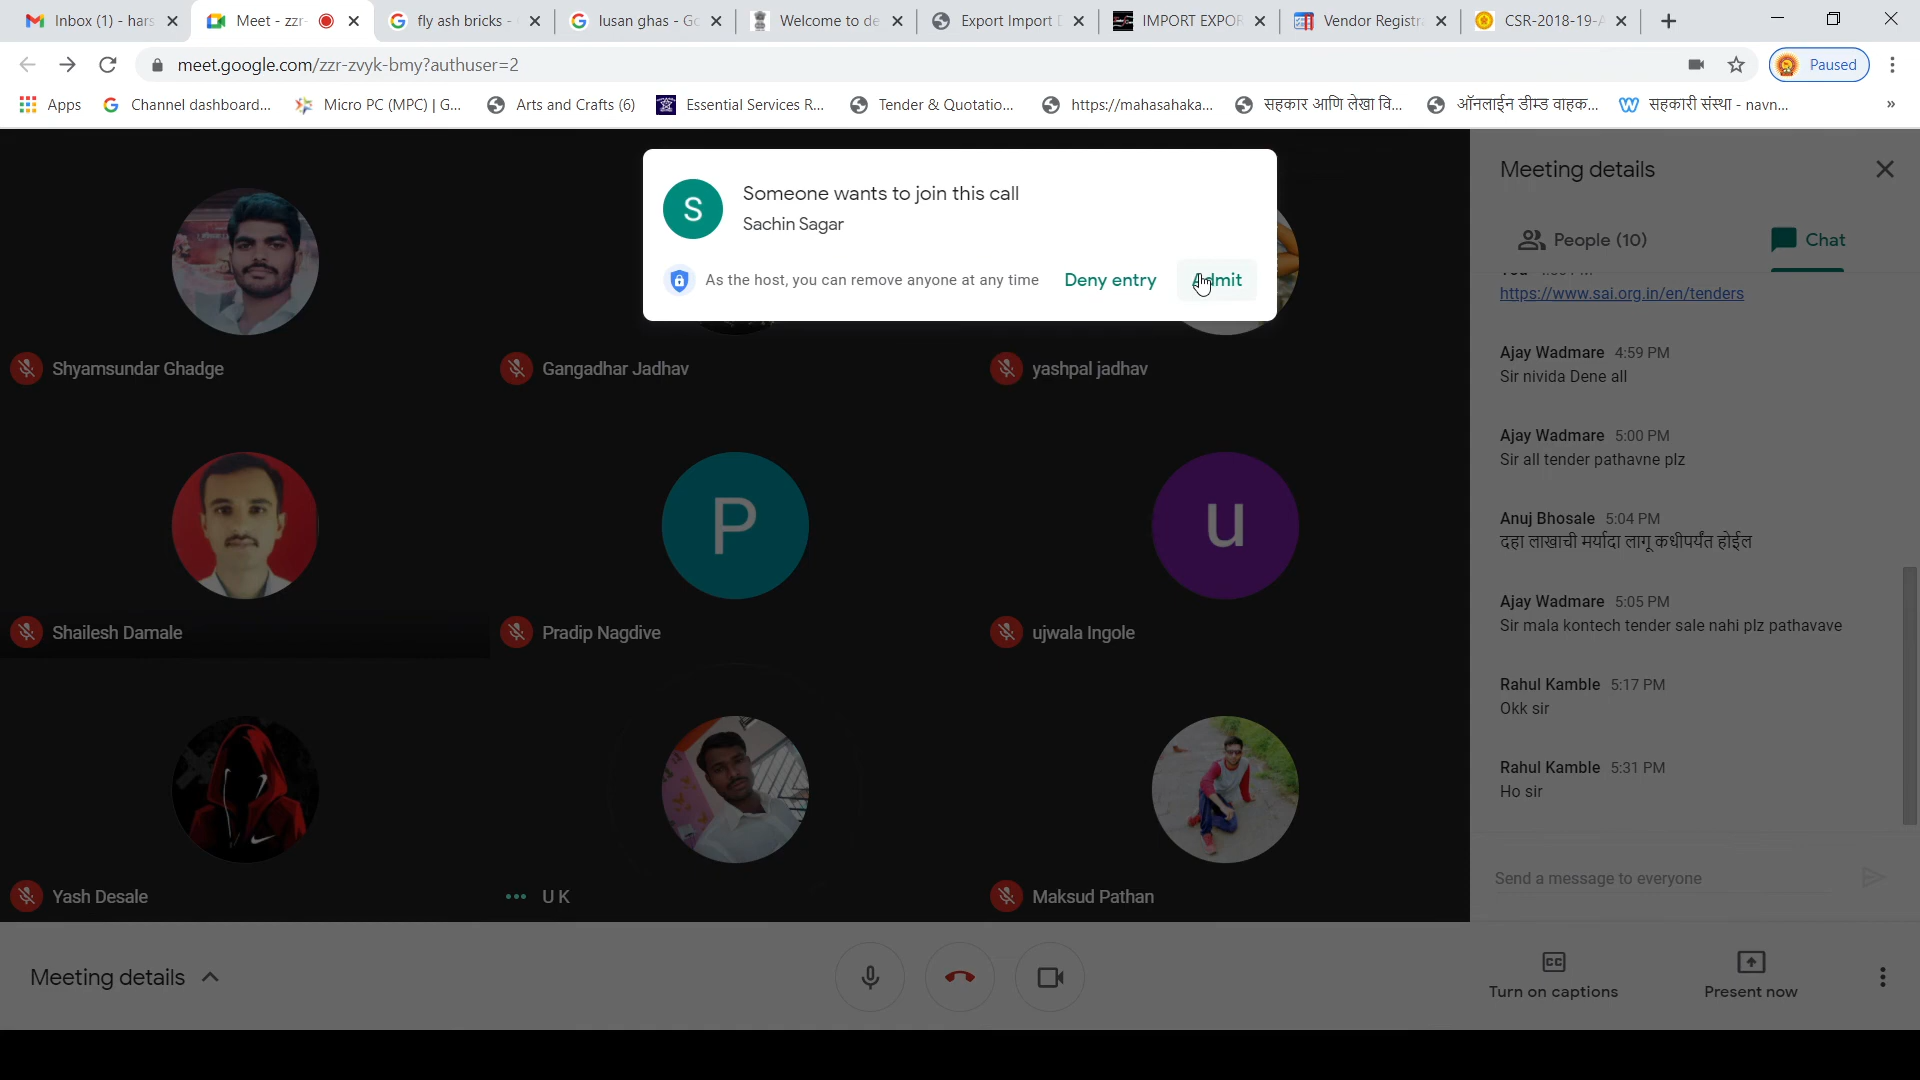 Inbox (1) - hars
Meet - zzr-
fly ash bricks -
lusan ghas - Go
Welcome to de
Export Import
IMPORT EXPOR
Vendor Registr
CSR-2018-19-
meet.google.com/zzr-zvyk-bmy?authuser=2
Paused
Apps
Channel dashboard...
Micro PC (MPC) | G...
Arts and Crafts (6)
Essential Services R...
Tender & Quotatio...
https://mahasahaka...
सहकार आणि लेखा वि...
ऑनलाईन डीम्ड वाहक...
सहकारी संस्था - navn...
»
S
Someone wants to join this call
Sachin Sagar
As the host, you can remove anyone at any time
Deny entry
Admit
Shyamsundar Ghadge
Gangadhar Jadhav
yashpal jadhav
P
u
Shailesh Damale
Pradip Nagdive
ujwala Ingole
Yash Desale
U K
Maksud Pathan
Meeting details
People (10)
Chat
https://www.sai.org.in/en/tenders
Ajay Wadmare 4:59 PM
Sir nivida Dene all
Ajay Wadmare 5:00 PM
Sir all tender pathavne plz
Anuj Bhosale 5:04 PM
दहा लाखाची मर्यादा लागू कधीपर्यंत होईल
Ajay Wadmare 5:05 PM
Sir mala kontech tender sale nahi plz pathavave
Rahul Kamble 5:17 PM
Okk sir
Rahul Kamble 5:31 PM
Ho sir
Send a message to everyone
Meeting details
CC
Turn on captions
Present now